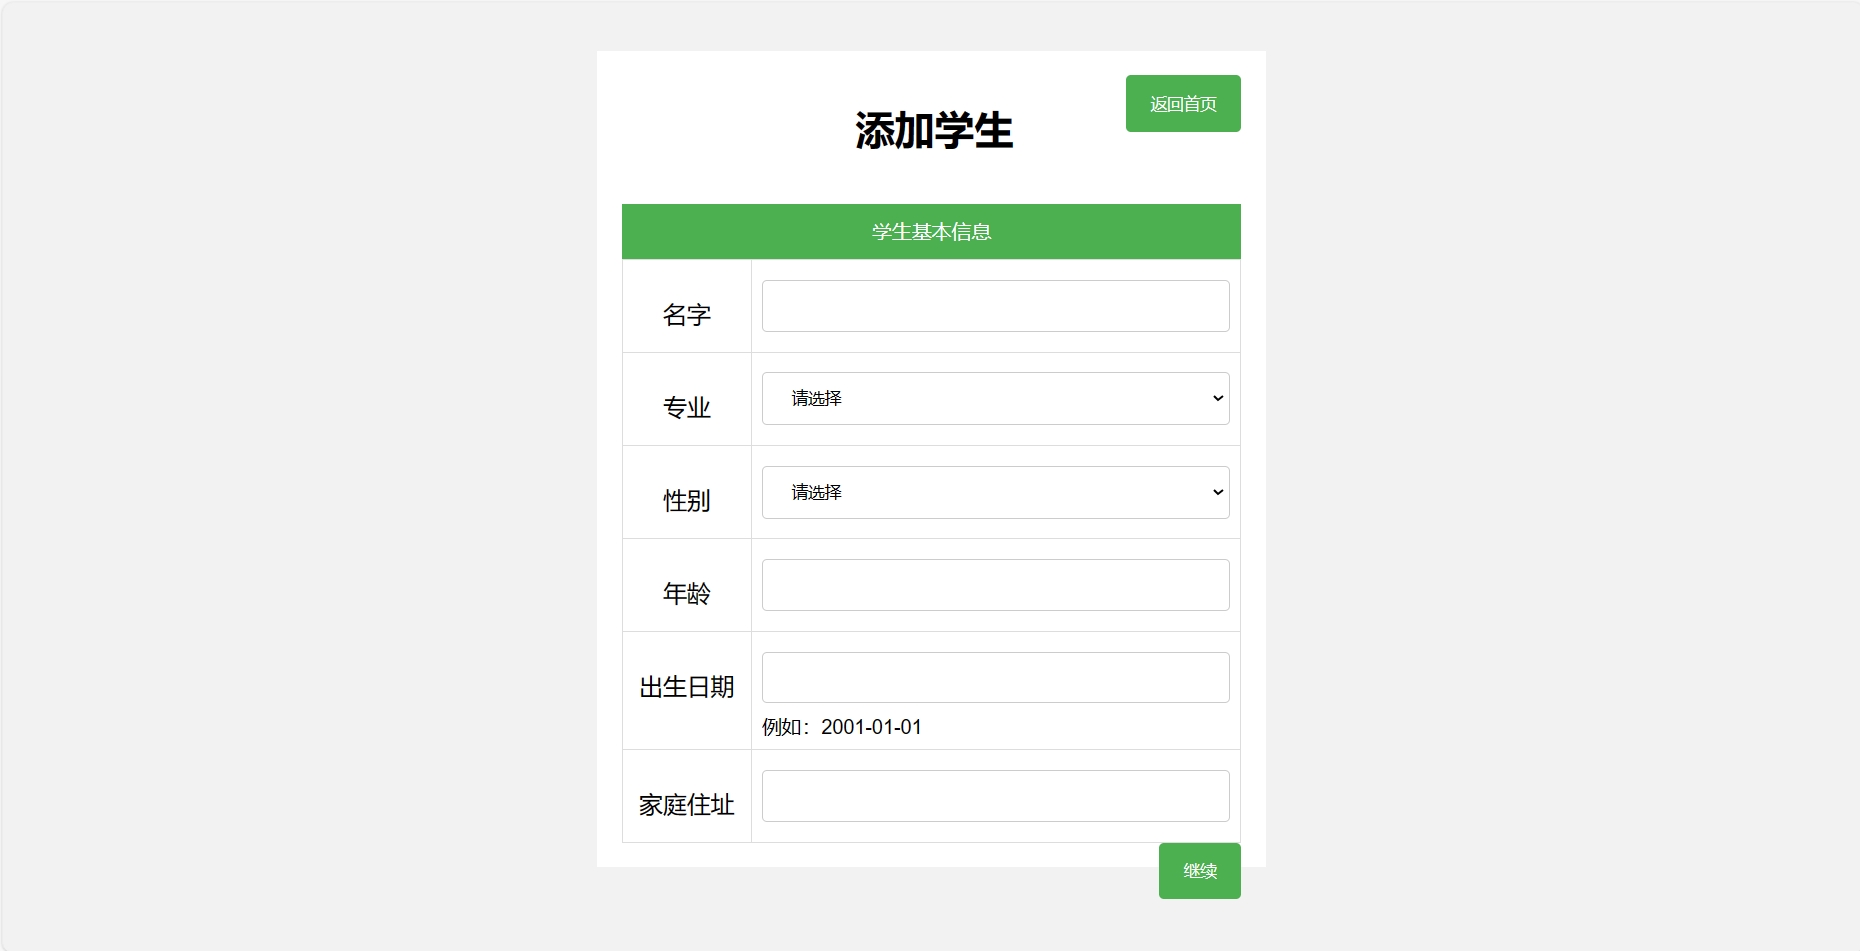 返回首页
添加学生
学生基本信息
名字
专业
请选择
性别
请选择
年龄
出生日期
例如：2001-01-01
家庭住址
继续